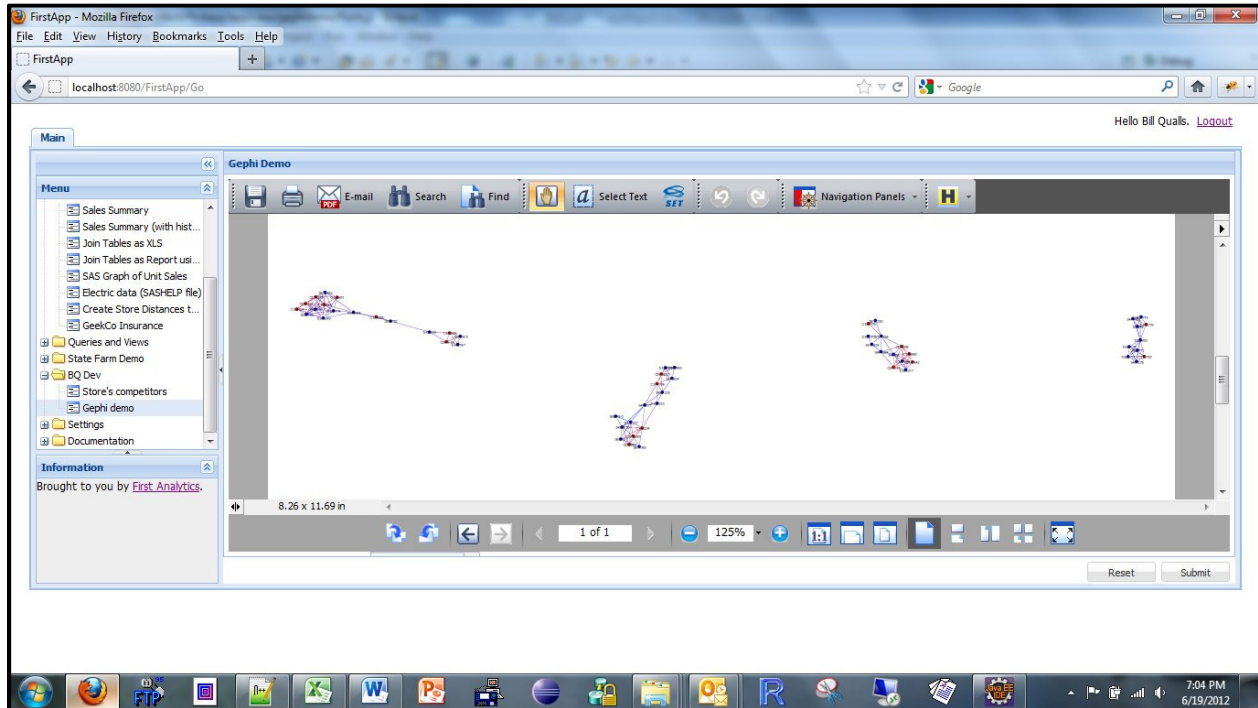 FirstApp - Mozilla Firefox
File Edit View History Bookmarks Tools Help
FirstApp
localhost:8080/FirstApp/Go
Google
Hello Bill Qualls. Logout
Main
Gephi Demo
Menu
E-mail Search Find Select Text SET Navigation Panels H
Sales Summary
Sales Summary (with hist...
Join Tables as XLS
Join Tables as Report usi...
SAS Graph of Unit Sales
Electric data (SASHELP file)
Create Store Distances t...
GeekCo Insurance
Queries and Views
State Farm Demo
BQ Dev
Store's competitors
Gephi demo
Settings
Documentation
Information
Brought to you by First Analytics.
8.26 x 11.69 in
1 of 1 125% 1:1
Reset Submit
7:04 PM
6/19/2012